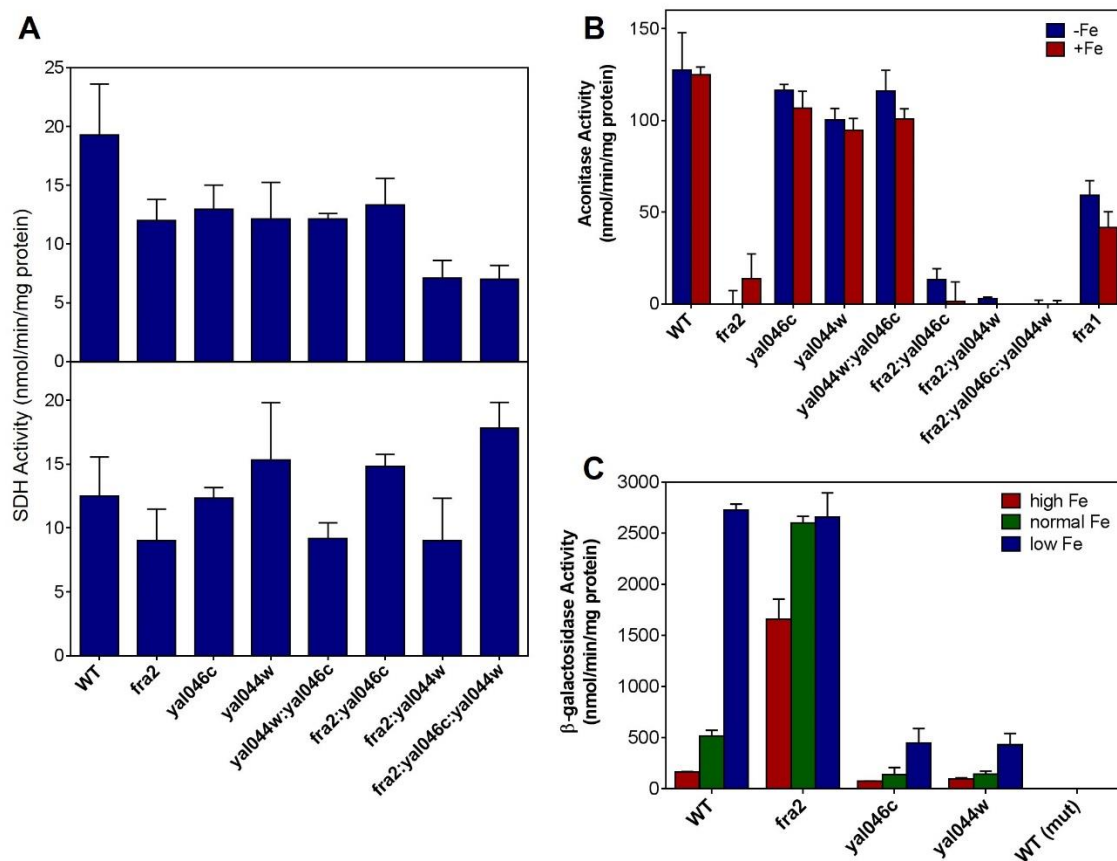 A
SDH Activity (nmol/min/mg protein)
25
20
15
10
5
0
20
15
10
5
0
WT
fra2
yal046c
yal044w
yal044w:yal046c
fra2:yal046c
fra2:yal044w
fra2:yal046c:yal044w
B
Aconitase Activity
(nmol/min/mg protein)
150
100
50
0
-Fe
+Fe
WT
fra2
yal046c
yal044w
yal044w:yal046c
fra2:yal046c
fra2:yal044w
fra2:yal046c:yal044w
fra1
C
β-galactosidase Activity
(nmol/min/mg protein)
3000
2500
2000
1500
1000
500
0
high Fe
normal Fe
low Fe
WT
fra2
yal046c
yal044w
WT (mut)